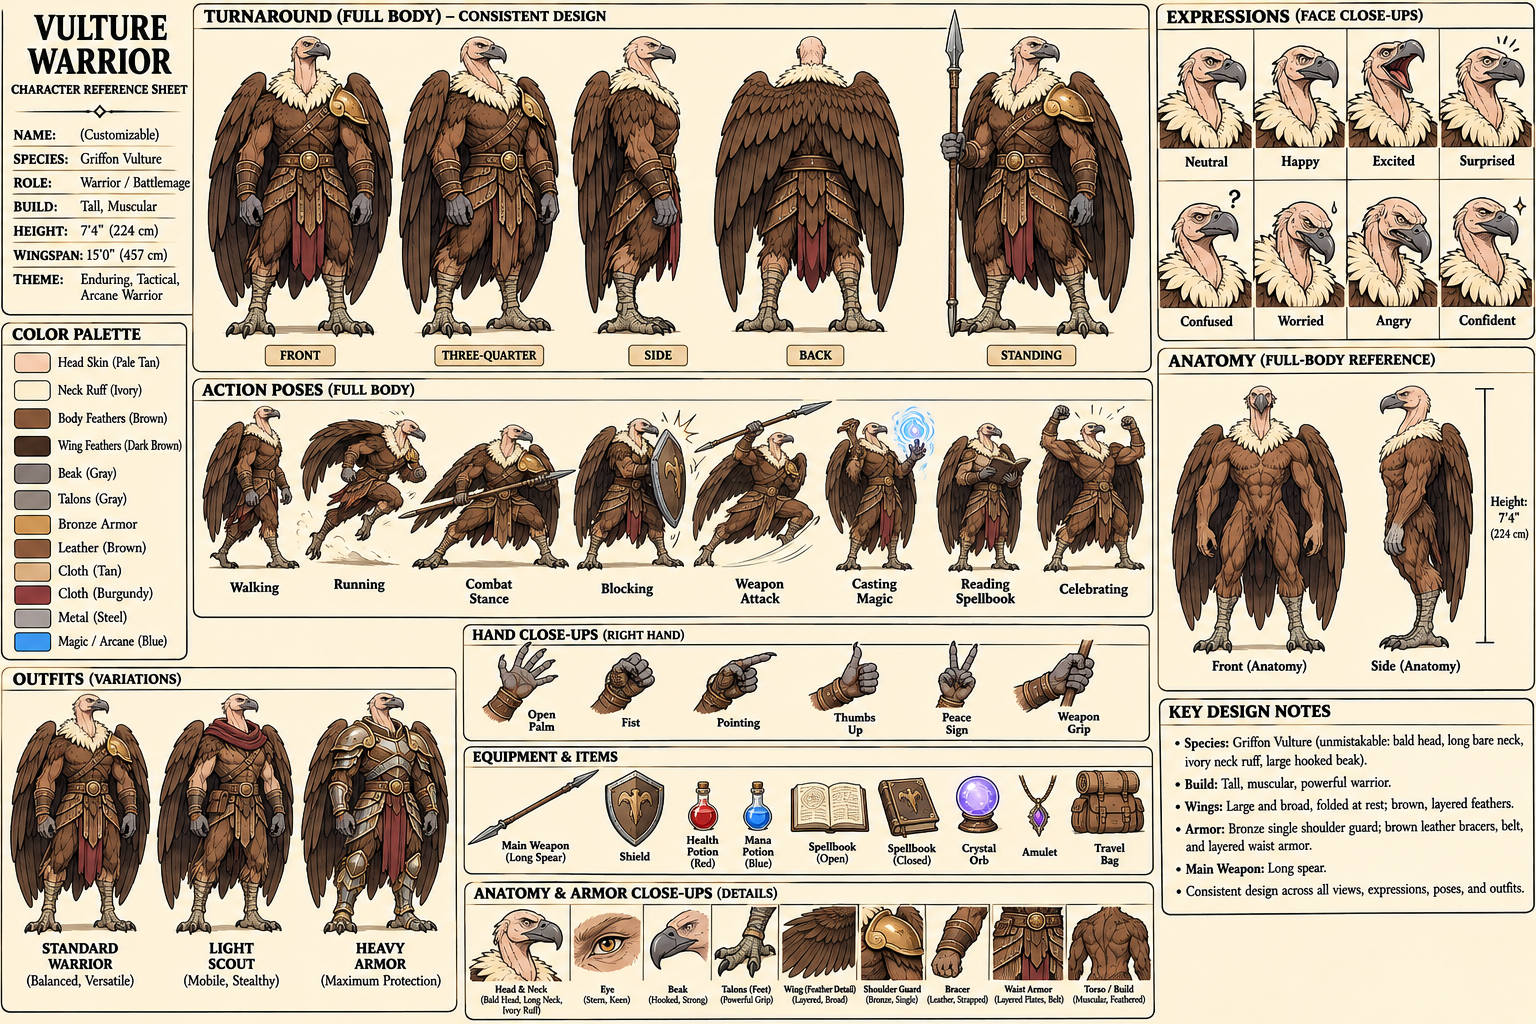 VULTURE
WARRIOR
CHARACTER REFERENCE SHEET
NAME: (Customizable)
SPECIES: Griffon Vulture
ROLE: Warrior / Battlemage
BUILD: Tall, Muscular
HEIGHT: 7'4" (224 cm)
WINGSPAN: 15'0" (457 cm)
THEME: Enduring, Tactical,
Arcane Warrior
COLOR PALETTE
Head Skin (Pale Tan)
Neck Ruff (Ivory)
Body Feathers (Brown)
Wing Feathers (Dark Brown)
Beak (Gray)
Talons (Gray)
Bronze Armor
Leather (Brown)
Cloth (Tan)
Cloth (Burgundy)
Metal (Steel)
Magic / Arcane (Blue)
TURNAROUND (FULL BODY) – CONSISTENT DESIGN
FRONT
THREE-QUARTER
SIDE
BACK
STANDING
ACTION POSES (FULL BODY)
Walking
Running
Combat
Stance
Blocking
Weapon
Attack
Casting
Magic
Reading
Spellbook
Celebrating
EXPRESSIONS (FACE CLOSE-UPS)
Neutral
Happy
Excited
Surprised
?
Confused
Worried
Angry
Confident
ANATOMY (FULL-BODY REFERENCE)
Height:
7'4"
(224 cm)
Front (Anatomy)
Side (Anatomy)
OUTFITS (VARIATIONS)
STANDARD
WARRIOR
(Balanced, Versatile)
LIGHT
SCOUT
(Mobile, Stealthy)
HEAVY
ARMOR
(Maximum Protection)
HAND CLOSE-UPS (RIGHT HAND)
Open
Palm
Fist
Pointing
Thumbs
Up
Peace
Sign
Weapon
Grip
EQUIPMENT & ITEMS
Main Weapon
(Long Spear)
Shield
Health
Potion
(Red)
Mana
Potion
(Blue)
Spellbook
(Open)
Spellbook
(Closed)
Crystal
Orb
Amulet
Travel
Bag
ANATOMY & ARMOR CLOSE-UPS (DETAILS)
Head & Neck
(Bald Head, Long Neck,
Ivory Ruff)
Eye
(Stern, Keen)
Beak
(Hooked, Strong)
Talons (Feet)
(Powerful Grip)
Wing (Feather Detail)
(Layered, Broad)
Shoulder Guard
(Bronze, Single)
Bracer
(Leather, Strapped)
Waist Armor
(Layered Plates, Belt)
Torso / Build
(Muscular, Feathered)
KEY DESIGN NOTES
• Species: Griffon Vulture (unmistakable: bald head, long bare neck,
ivory neck ruff, large hooked beak).
• Build: Tall, muscular, powerful warrior.
• Wings: Large and broad, folded at rest; brown, layered feathers.
• Armor: Bronze single shoulder guard; brown leather bracers, belt,
and layered waist armor.
• Main Weapon: Long spear.
• Consistent design across all views, expressions, poses, and outfits.